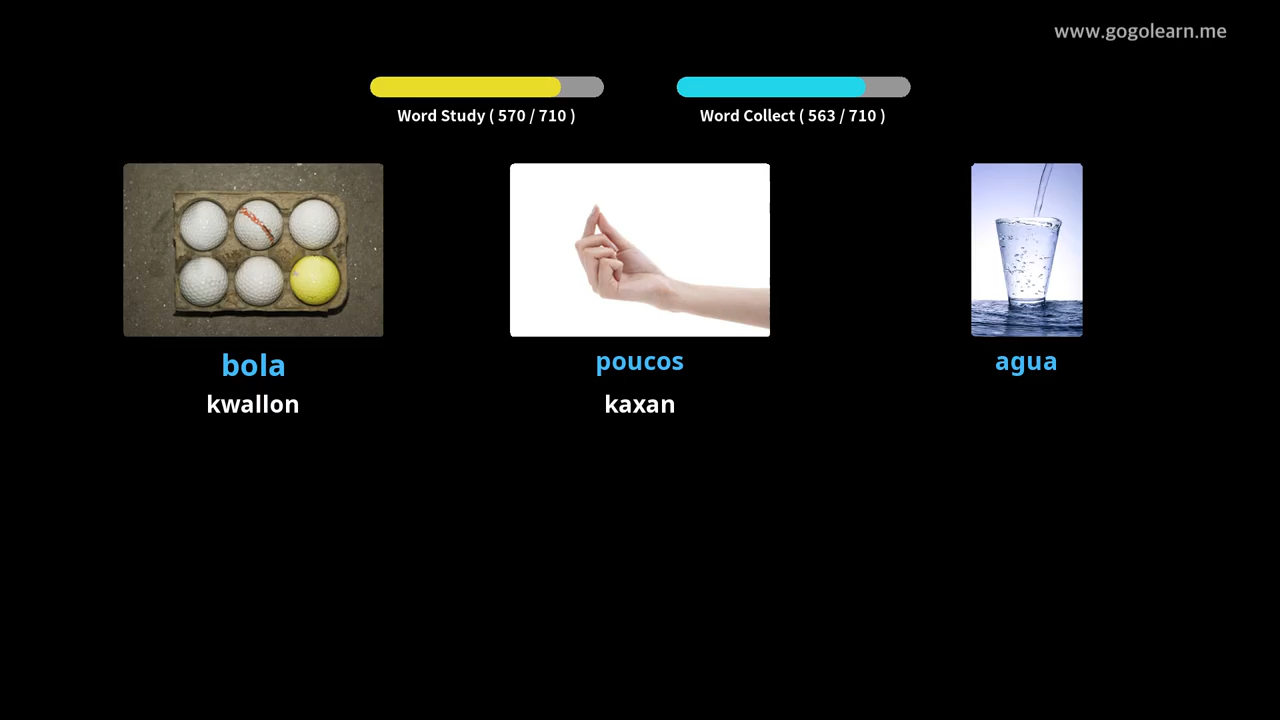 www.gogolearn.me
Word Study ( 570 / 710 )
Word Collect ( 563 / 710 )
bola
kwallon
poucos
kaxan
agua